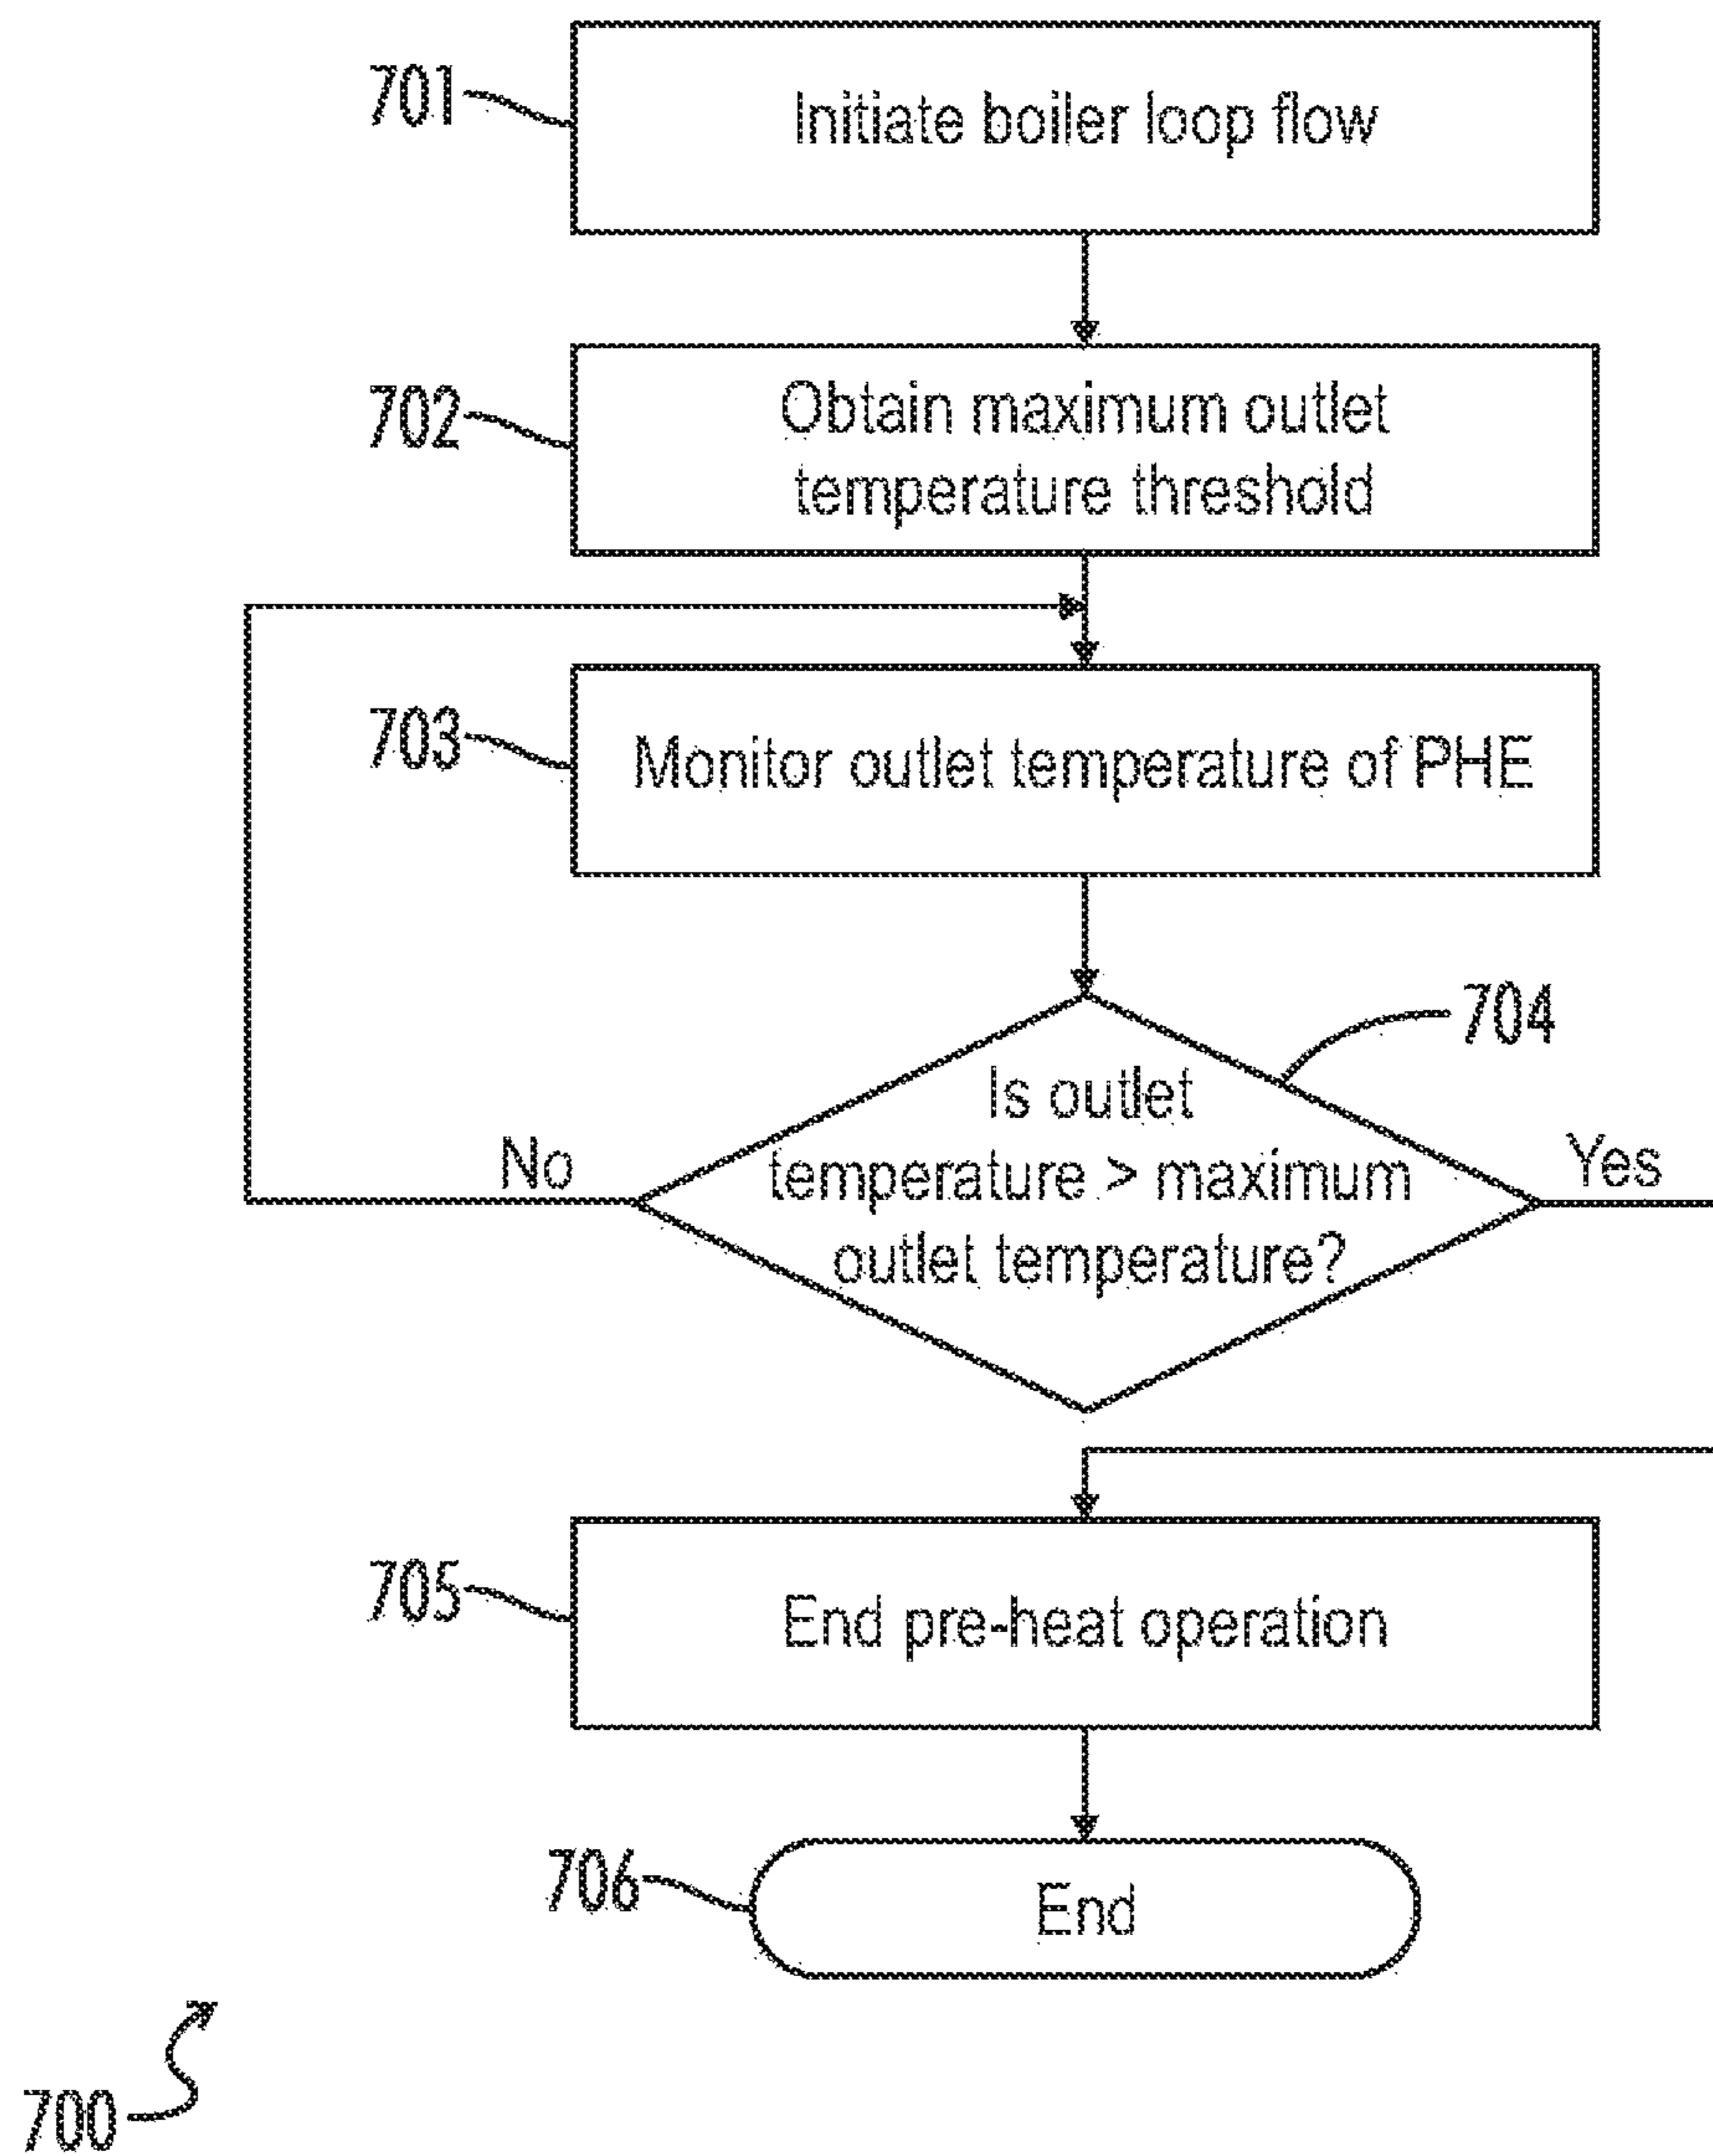 701
Initiate boiler loop flow
702
Obtain maximum outlet
temperature threshold
703
Monitor outlet temperature of PHE
704
Is outlet
No
temperature > maximum
Yes
outlet temperature?
705
End pre-heat operation
706
End
700